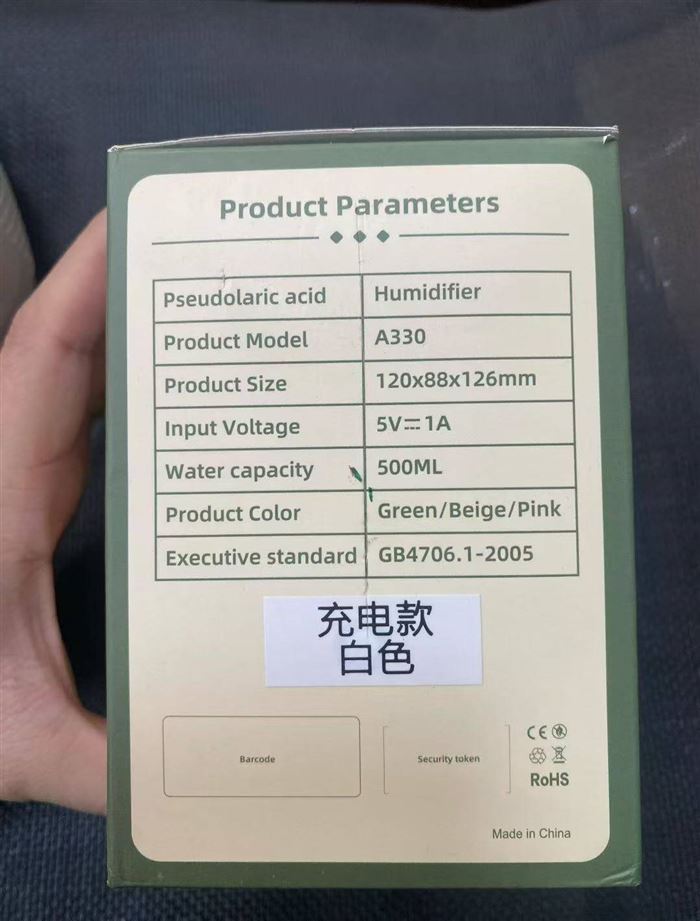 Product Parameters
Pseudolaric acid Humidifier
Product Model A330
Product Size 120x88x126mm
Input Voltage 5V⎓1A
Water capacity 500ML
Product Color Green/Beige/Pink
Executive standard GB4706.1-2005
充电款
白色
Barcode
Security token
CE
RoHS
Made in China